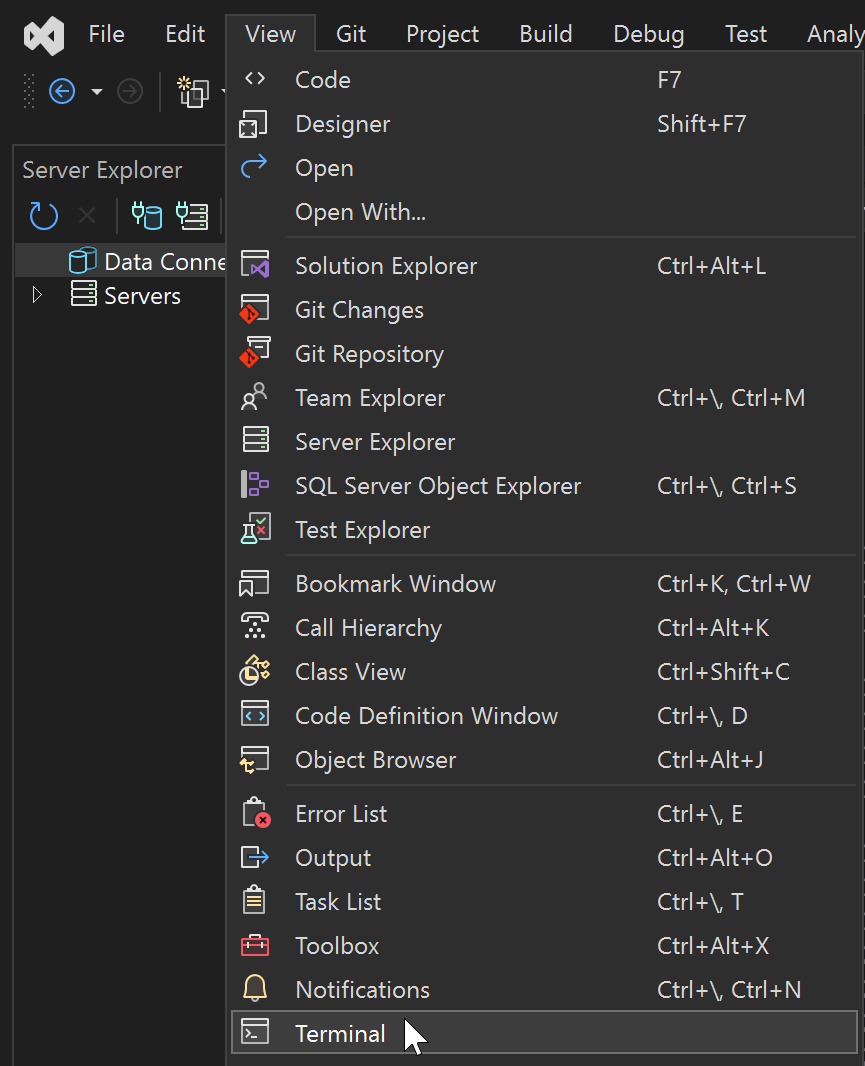 File Edit View Git Project Build Debug Test Analy
Code F7
Designer Shift+F7
Open
Open With...
Server Explorer
Data Conne
Servers
Solution Explorer Ctrl+Alt+L
Git Changes
Git Repository
Team Explorer Ctrl+\, Ctrl+M
Server Explorer
SQL Server Object Explorer Ctrl+\, Ctrl+S
Test Explorer
Bookmark Window Ctrl+K, Ctrl+W
Call Hierarchy Ctrl+Alt+K
Class View Ctrl+Shift+C
Code Definition Window Ctrl+\, D
Object Browser Ctrl+Alt+J
Error List Ctrl+\, E
Output Ctrl+Alt+O
Task List Ctrl+\, T
Toolbox Ctrl+Alt+X
Notifications Ctrl+\, Ctrl+N
Terminal